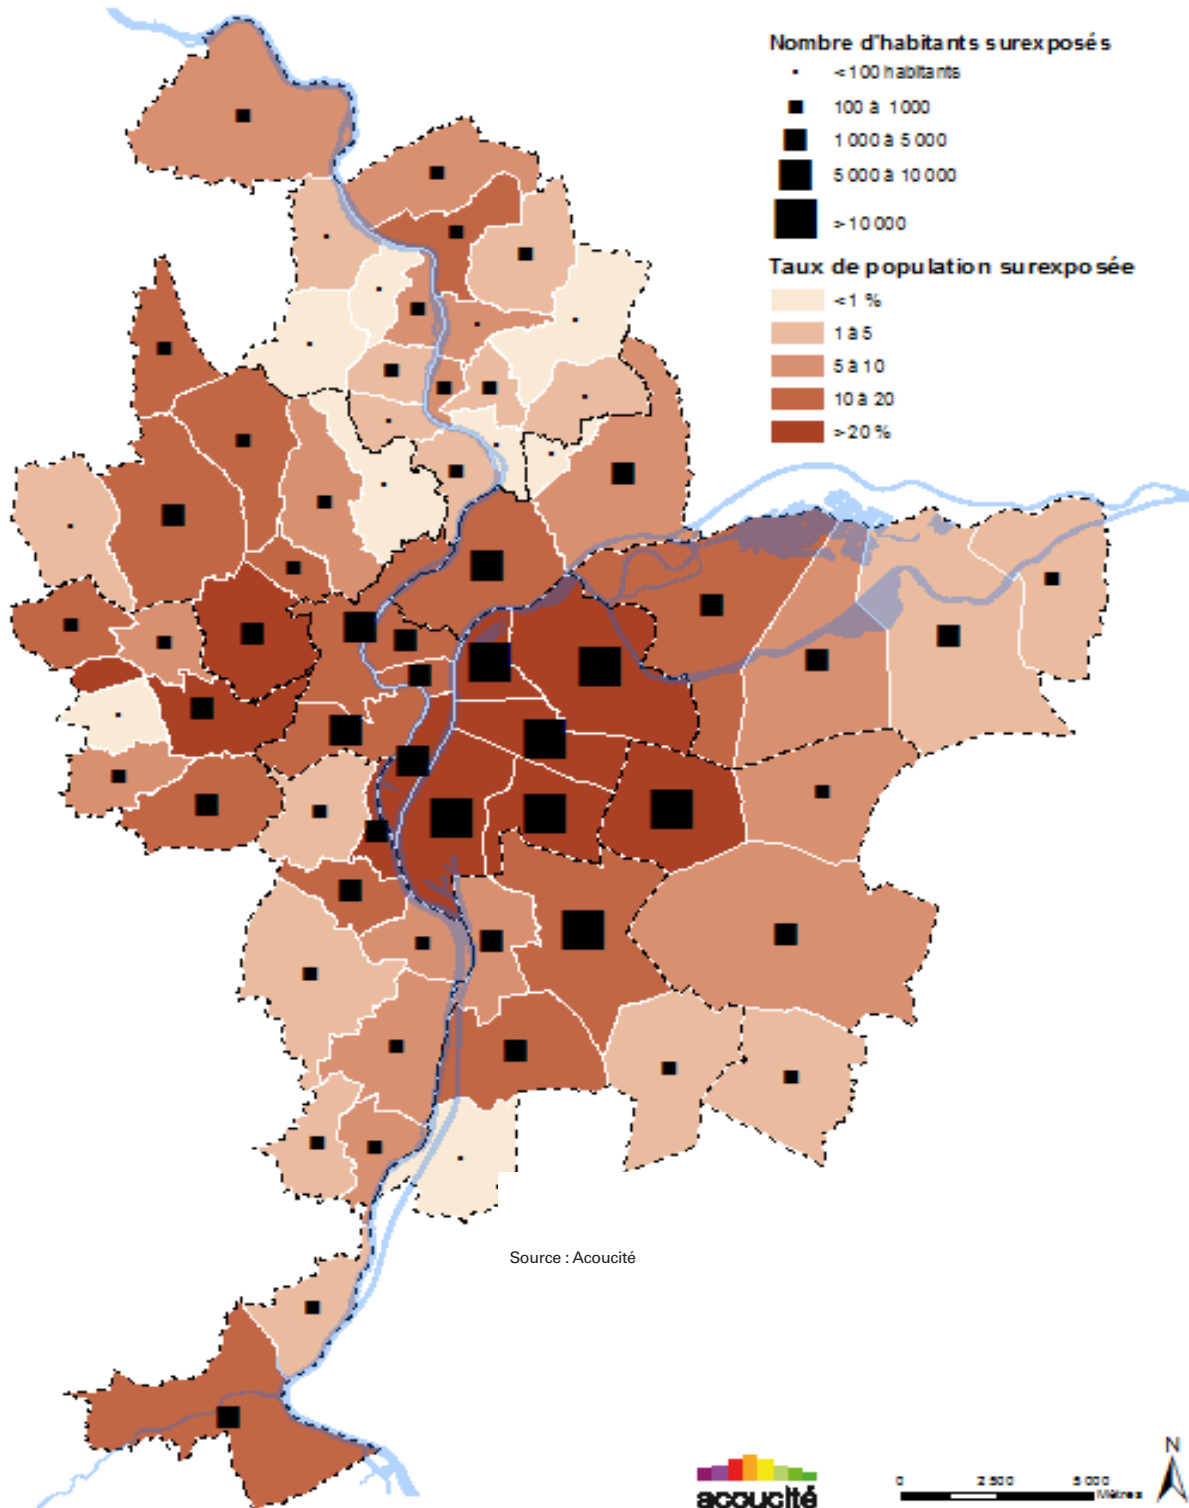 Nombre d'habitants surexposés
<100 habitants
100 à 1000
1 000 à 5 000
5 000 à 10 000
>10 000
Taux de population surexposée
<1 %
1 à 5
5 à 10
10 à 20
>20 %
Source : Acoucité
acoucité
0 2 500 5 000
Mètres
N